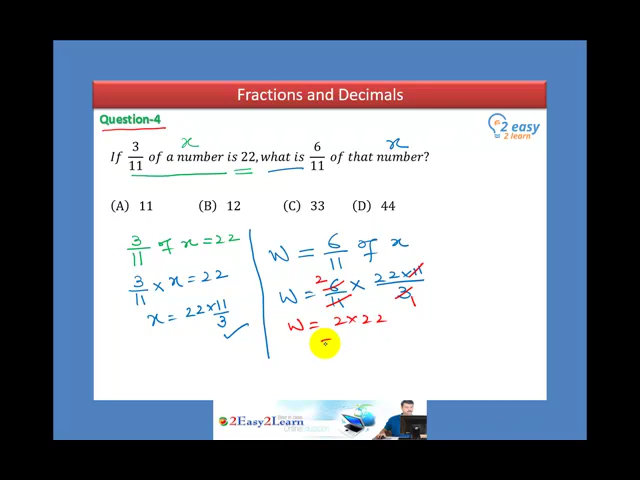 Fractions and Decimals
Question-4
2 easy
2 learn
x
x
If 3/11 of a number is 22, what is 6/11 of that number?
(A) 11 (B) 12 (C) 33 (D) 44
3/11 of x = 22
3/11 × x = 22
x = 22×11/3
W = 6/11 of x
2
W = 6/11 × 22×11/3
1
W = 2×22
=
2Easy2Learn